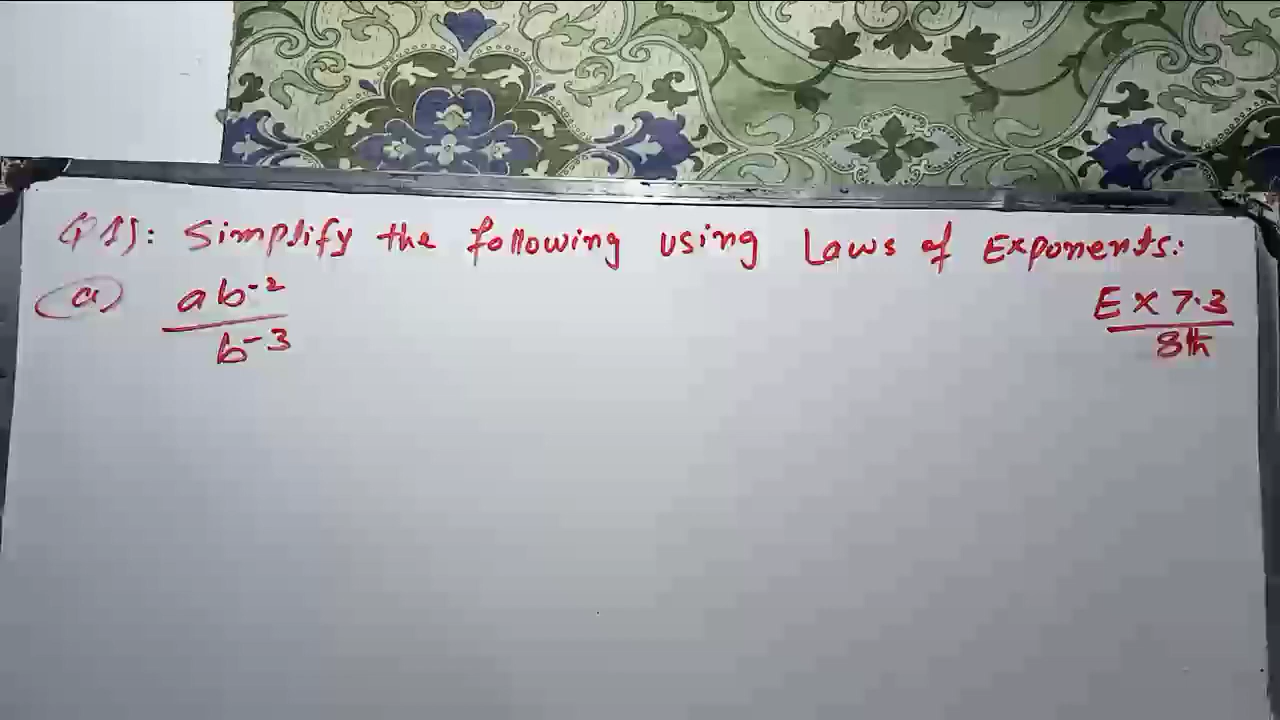 Q1): Simplify the following using Laws of Exponents:
(a) ab⁻² / b⁻³
Ex 7.3
8th